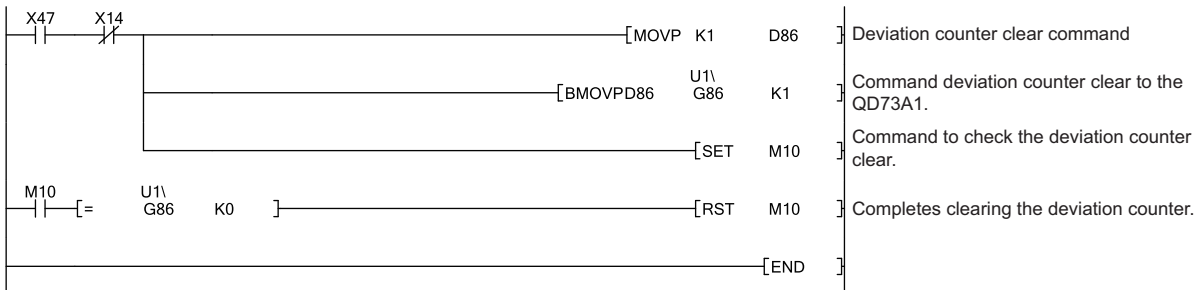 X47 X14
[MOVP K1 D86 ] Deviation counter clear command
U1\
[BMOVPD86 G86 K1 ] Command deviation counter clear to the
QD73A1.
[SET M10 ] Command to check the deviation counter
clear.
M10 U1\
[= G86 K0 ] [RST M10 ] Completes clearing the deviation counter.
[END ]